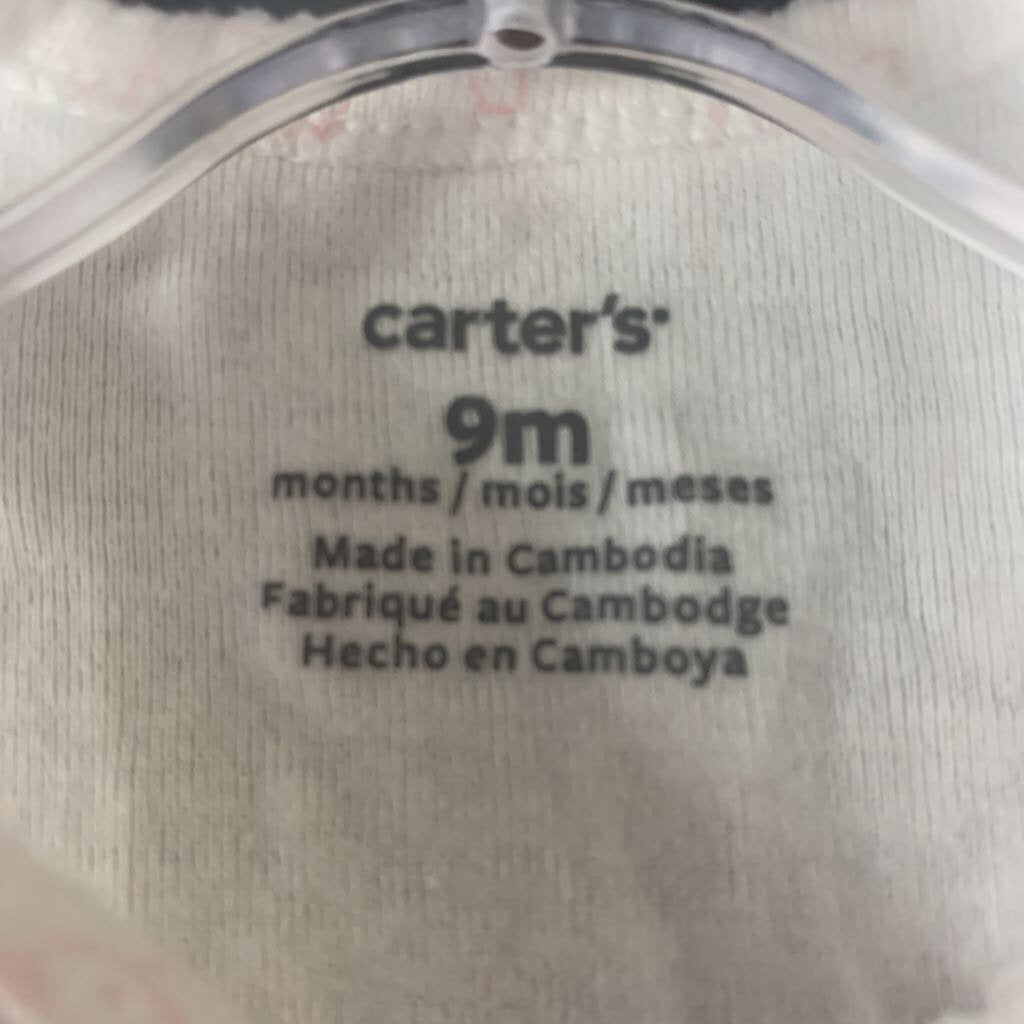 carter's
9m
months / mois / meses
Made in Cambodia
Fabriqué au Cambodge
Hecho en Camboya